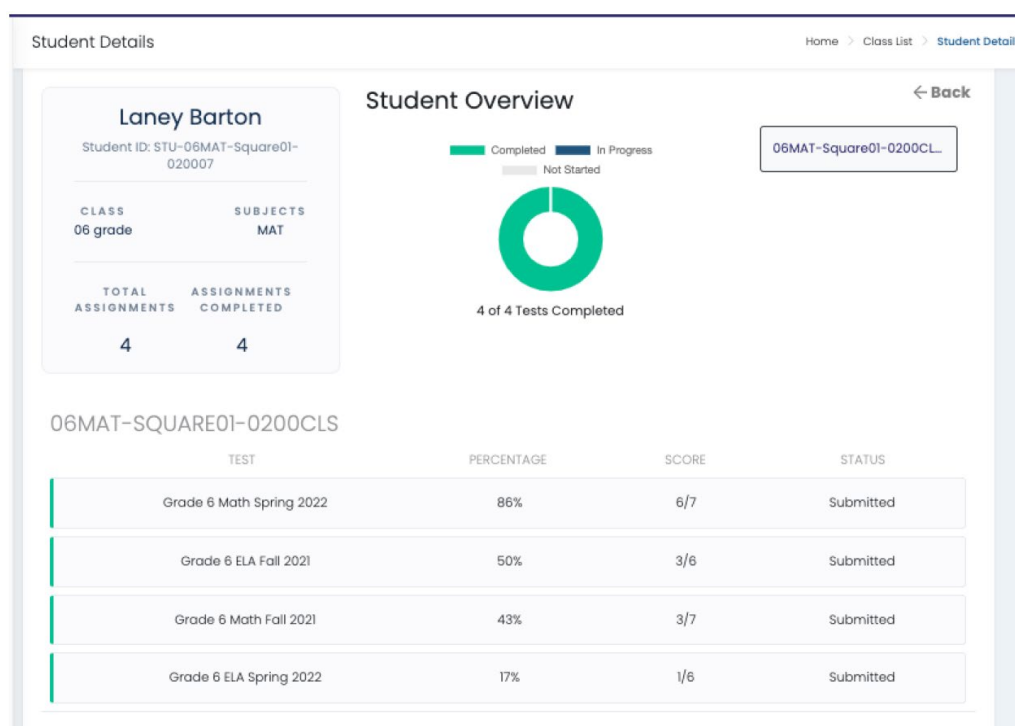 Student Details
Home > Class List > Student Detail
Laney Barton
Student ID: STU-06MAT-Square01-
020007
CLASS SUBJECTS
06 grade MAT
TOTAL ASSIGNMENTS
ASSIGNMENTS COMPLETED
4 4
Student Overview
← Back
06MAT-Square01-0200CL...
Completed In Progress
Not Started
4 of 4 Tests Completed
06MAT-SQUARE01-0200CLS
TEST PERCENTAGE SCORE STATUS
Grade 6 Math Spring 2022 86% 6/7 Submitted
Grade 6 ELA Fall 2021 50% 3/6 Submitted
Grade 6 Math Fall 2021 43% 3/7 Submitted
Grade 6 ELA Spring 2022 17% 1/6 Submitted